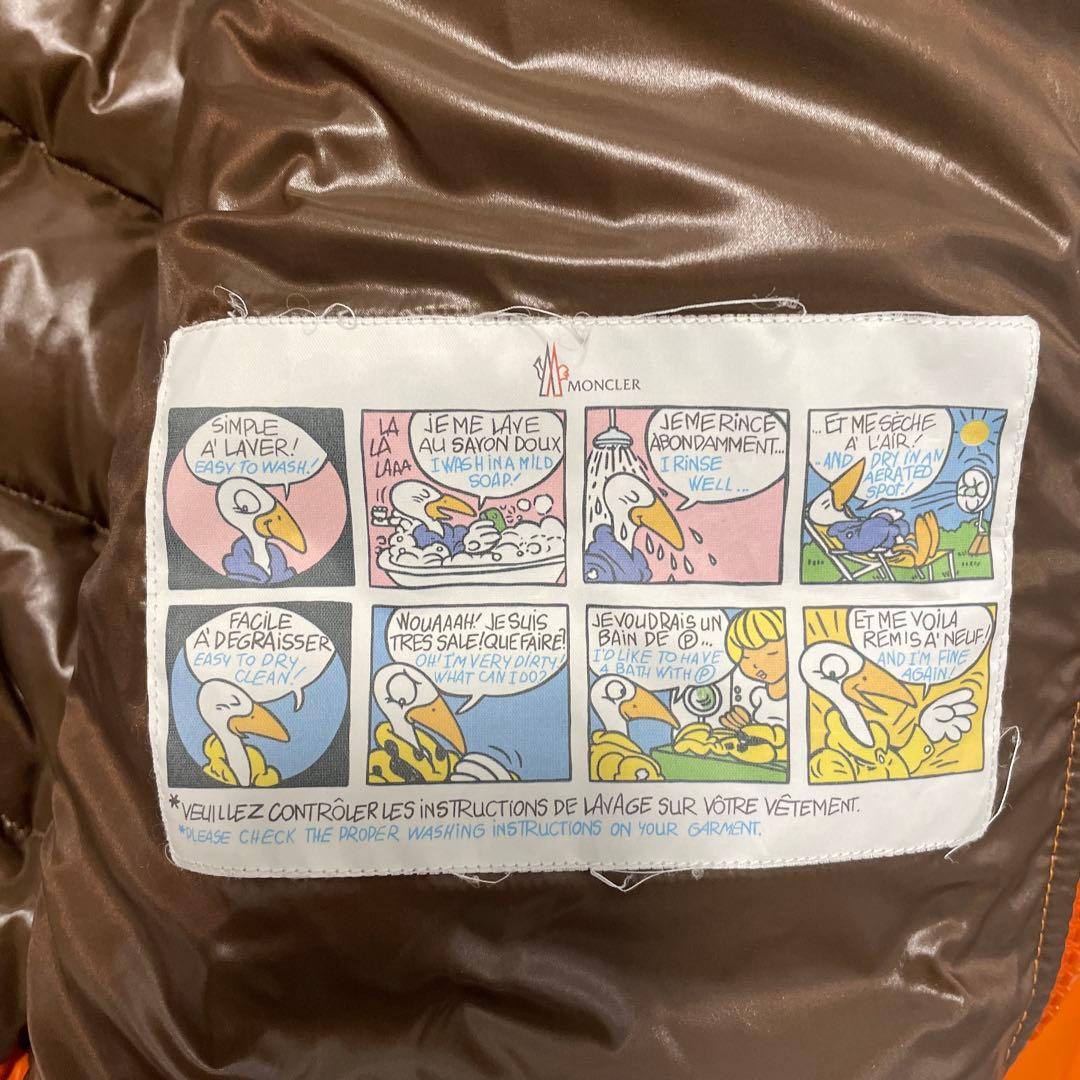 MONCLER
SIMPLE
A' LAVER!
EASY TO WASH!
LA
LA
LAAA
JE ME LAVE
AU SAVON DOUX
I WASH IN A MILD
SOAP!
JE ME RINCE
ABONDAMMENT...
I RINSE
WELL...
...ET ME SÈCHE
A' L'AIR!
..AND DRY IN AN
AERATED
SPOT!
FACILE
A' DEGRAISSER
EASY TO DRY
CLEAN!
WOUAAAH! JE SUIS
TRES SALE! QUE FAIRE?
OH! I'M VERY DIRTY!
WHAT CAN I DO?
JE VOUDRAIS UN
BAIN DE Ⓟ...
I'D LIKE TO HAVE
A BATH WITH Ⓟ
ET ME VOILA
REMIS A' NEUF!
AND I'M FINE
AGAIN!
*VEUILLEZ CONTRÔLER LES INSTRUCTIONS DE LAVAGE SUR VÔTRE VÊTEMENT.
*PLEASE CHECK THE PROPER WASHING INSTRUCTIONS ON YOUR GARMENT.